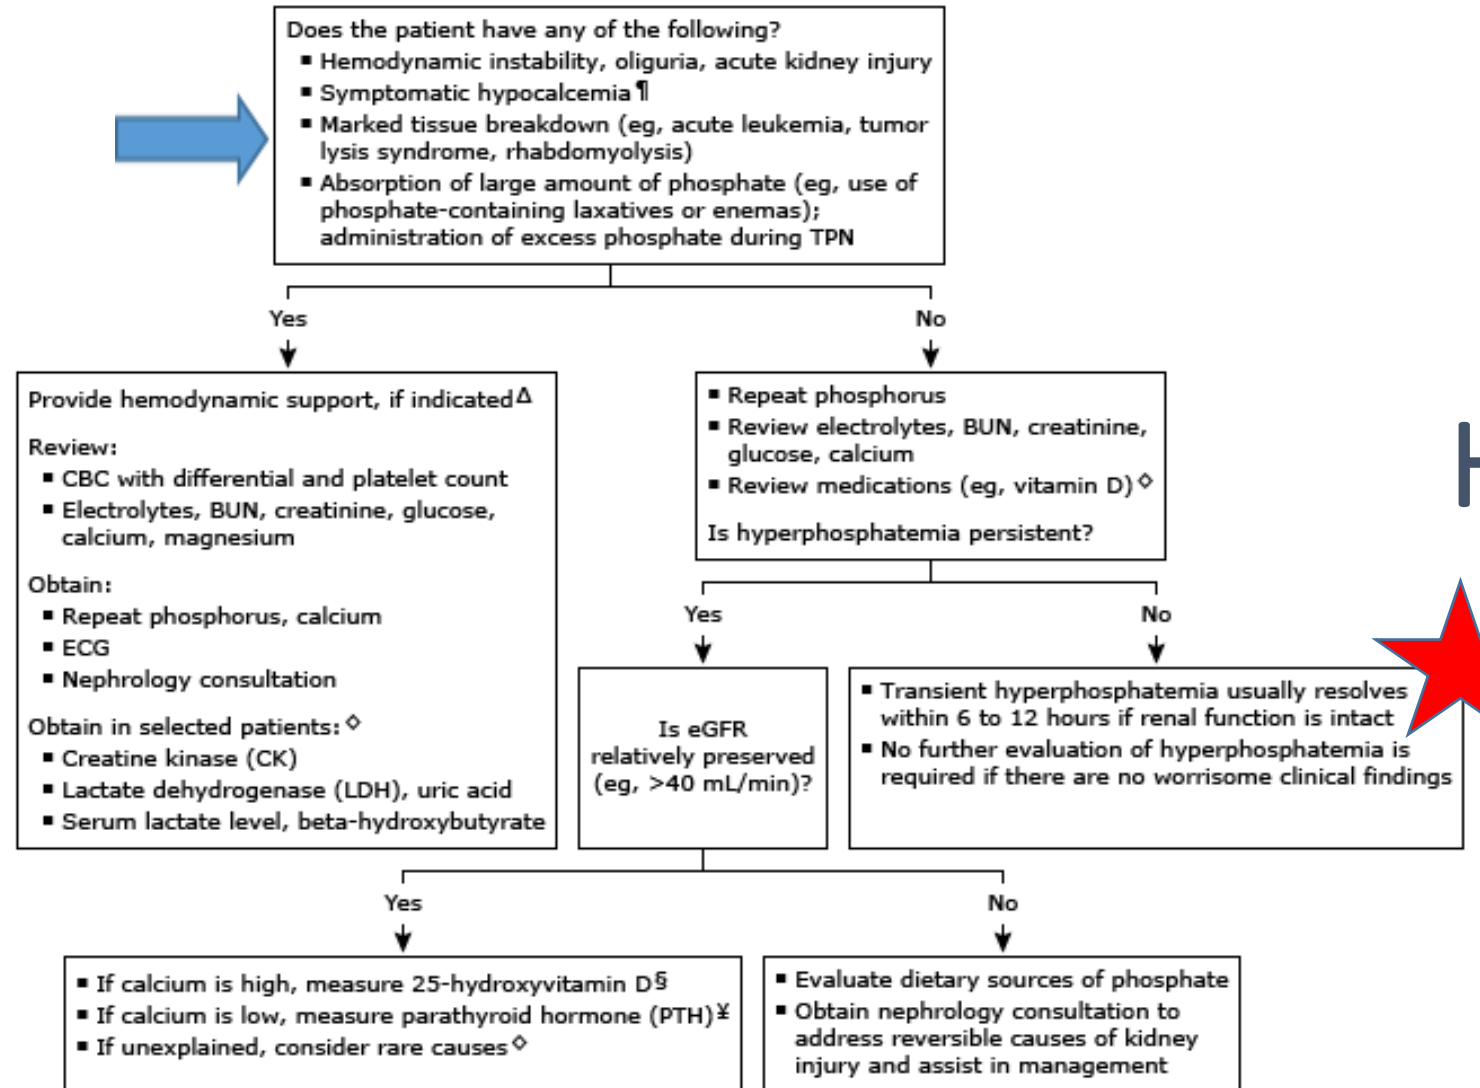 Does the patient have any of the following?
▪ Hemodynamic instability, oliguria, acute kidney injury
▪ Symptomatic hypocalcemia¶
▪ Marked tissue breakdown (eg, acute leukemia, tumor
lysis syndrome, rhabdomyolysis)
▪ Absorption of large amount of phosphate (eg, use of
phosphate-containing laxatives or enemas);
administration of excess phosphate during TPN
Yes
No
Provide hemodynamic support, if indicatedΔ
Review:
▪ CBC with differential and platelet count
▪ Electrolytes, BUN, creatinine, glucose,
calcium, magnesium
Obtain:
▪ Repeat phosphorus, calcium
▪ ECG
▪ Nephrology consultation
Obtain in selected patients:◇
▪ Creatine kinase (CK)
▪ Lactate dehydrogenase (LDH), uric acid
▪ Serum lactate level, beta-hydroxybutyrate
▪ Repeat phosphorus
▪ Review electrolytes, BUN, creatinine,
glucose, calcium
▪ Review medications (eg, vitamin D)◇
Is hyperphosphatemia persistent?
Yes
No
Is eGFR
relatively preserved
(eg, >40 mL/min)?
▪ Transient hyperphosphatemia usually resolves
within 6 to 12 hours if renal function is intact
▪ No further evaluation of hyperphosphatemia is
required if there are no worrisome clinical findings
Yes
No
▪ If calcium is high, measure 25-hydroxyvitamin D§
▪ If calcium is low, measure parathyroid hormone (PTH)¥
▪ If unexplained, consider rare causes◇
▪ Evaluate dietary sources of phosphate
▪ Obtain nephrology consultation to
address reversible causes of kidney
injury and assist in management